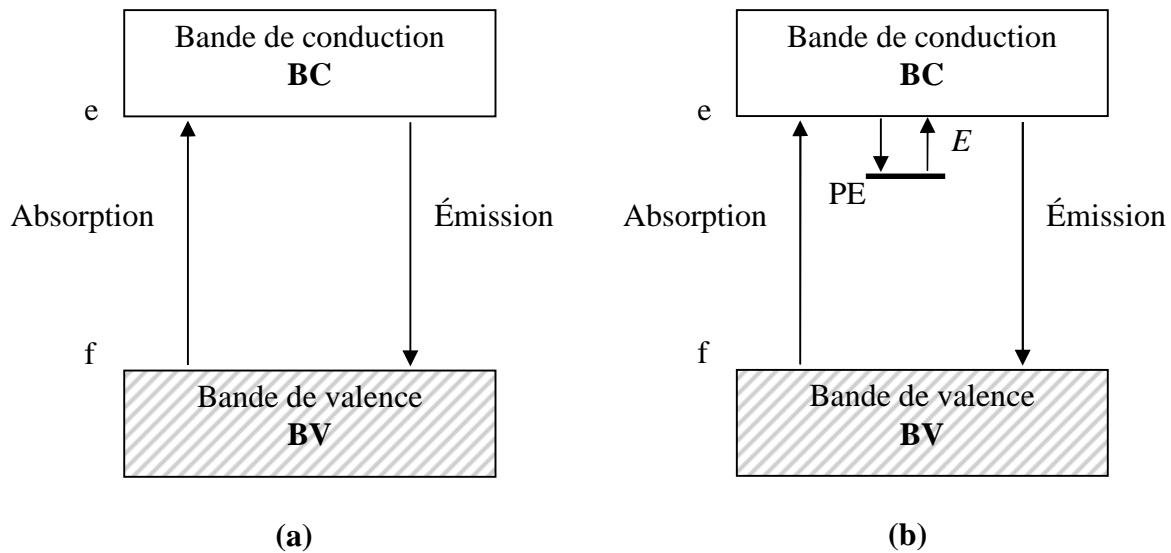 Bande de conduction
BC
e
Absorption
Émission
f
Bande de valence
BV
(a)
Bande de conduction
BC
e
E
PE
Absorption
Émission
f
Bande de valence
BV
(b)